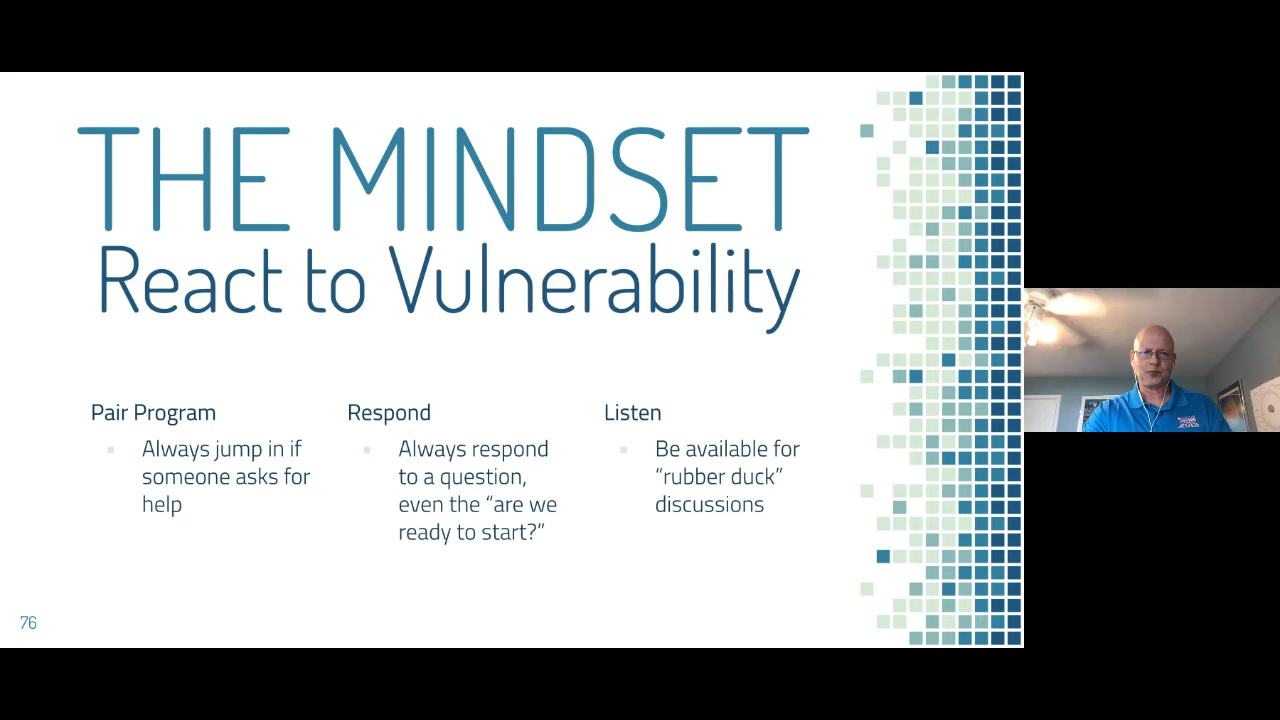 THE MINDSET
React to Vulnerability
Pair Program
Always jump in if
someone asks for
help
Respond
Always respond
to a question,
even the “are we
ready to start?”
Listen
Be available for
“rubber duck”
discussions
76